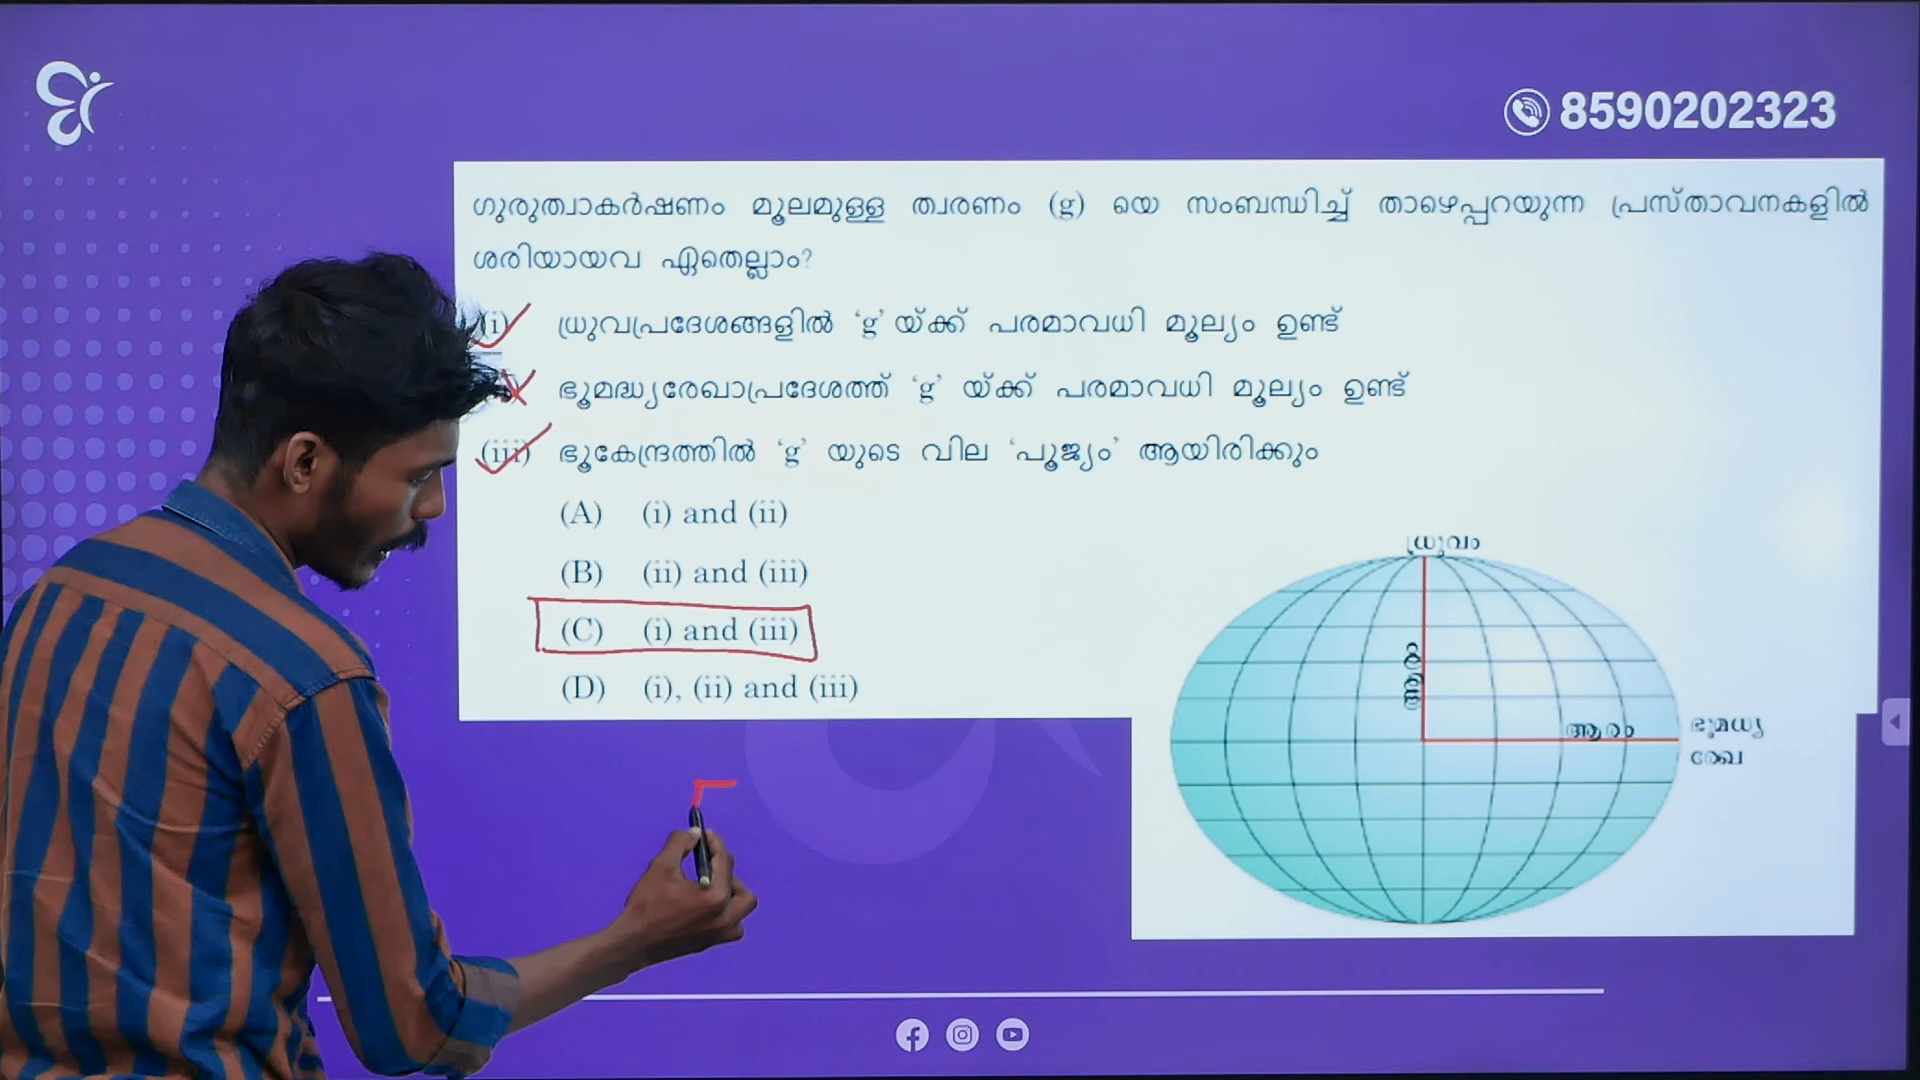 8590202323
ഗുരുത്വാകർഷണം മൂലമുള്ള ത്വരണം (g) യെ സംബന്ധിച്ച് താഴെപ്പറയുന്ന പ്രസ്താവനകളിൽ
ശരിയായവ ഏതെല്ലാം?
(i) ധ്രുവപ്രദേശങ്ങളിൽ 'g' യ്ക്ക് പരമാവധി മൂല്യം ഉണ്ട്
ഭൂമദ്ധ്യരേഖാപ്രദേശത്ത് 'g' യ്ക്ക് പരമാവധി മൂല്യം ഉണ്ട്
(iii) ഭൂകേന്ദ്രത്തിൽ 'g' യുടെ വില 'പൂജ്യം' ആയിരിക്കും
(A) (i) and (ii)
(B) (ii) and (iii)
(C) (i) and (iii)
(D) (i), (ii) and (iii)
ധ്രുവം
ആരം
ഭൂമധ്യ
രേഖ